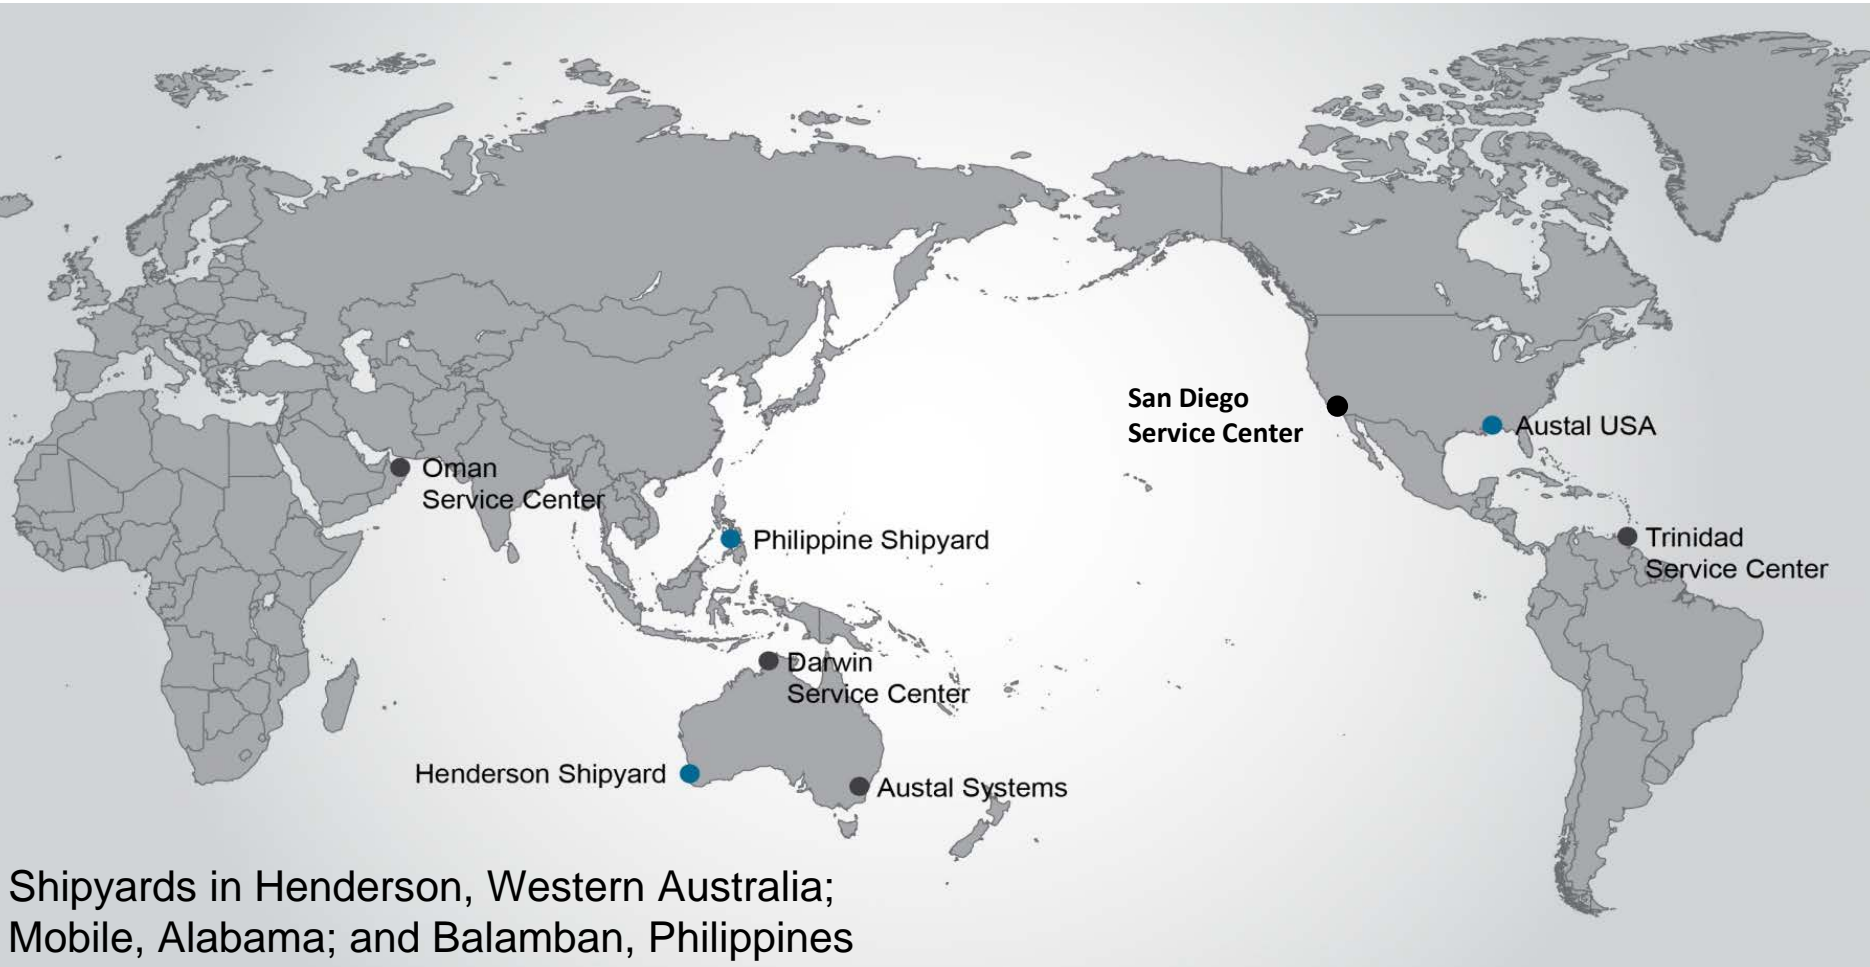 San Diego
Service Center
Austal USA
Oman
Service Center
Philippine Shipyard
Trinidad
Service Center
Darwin
Service Center
Henderson Shipyard
Austal Systems
Shipyards in Henderson, Western Australia;
Mobile, Alabama; and Balamban, Philippines